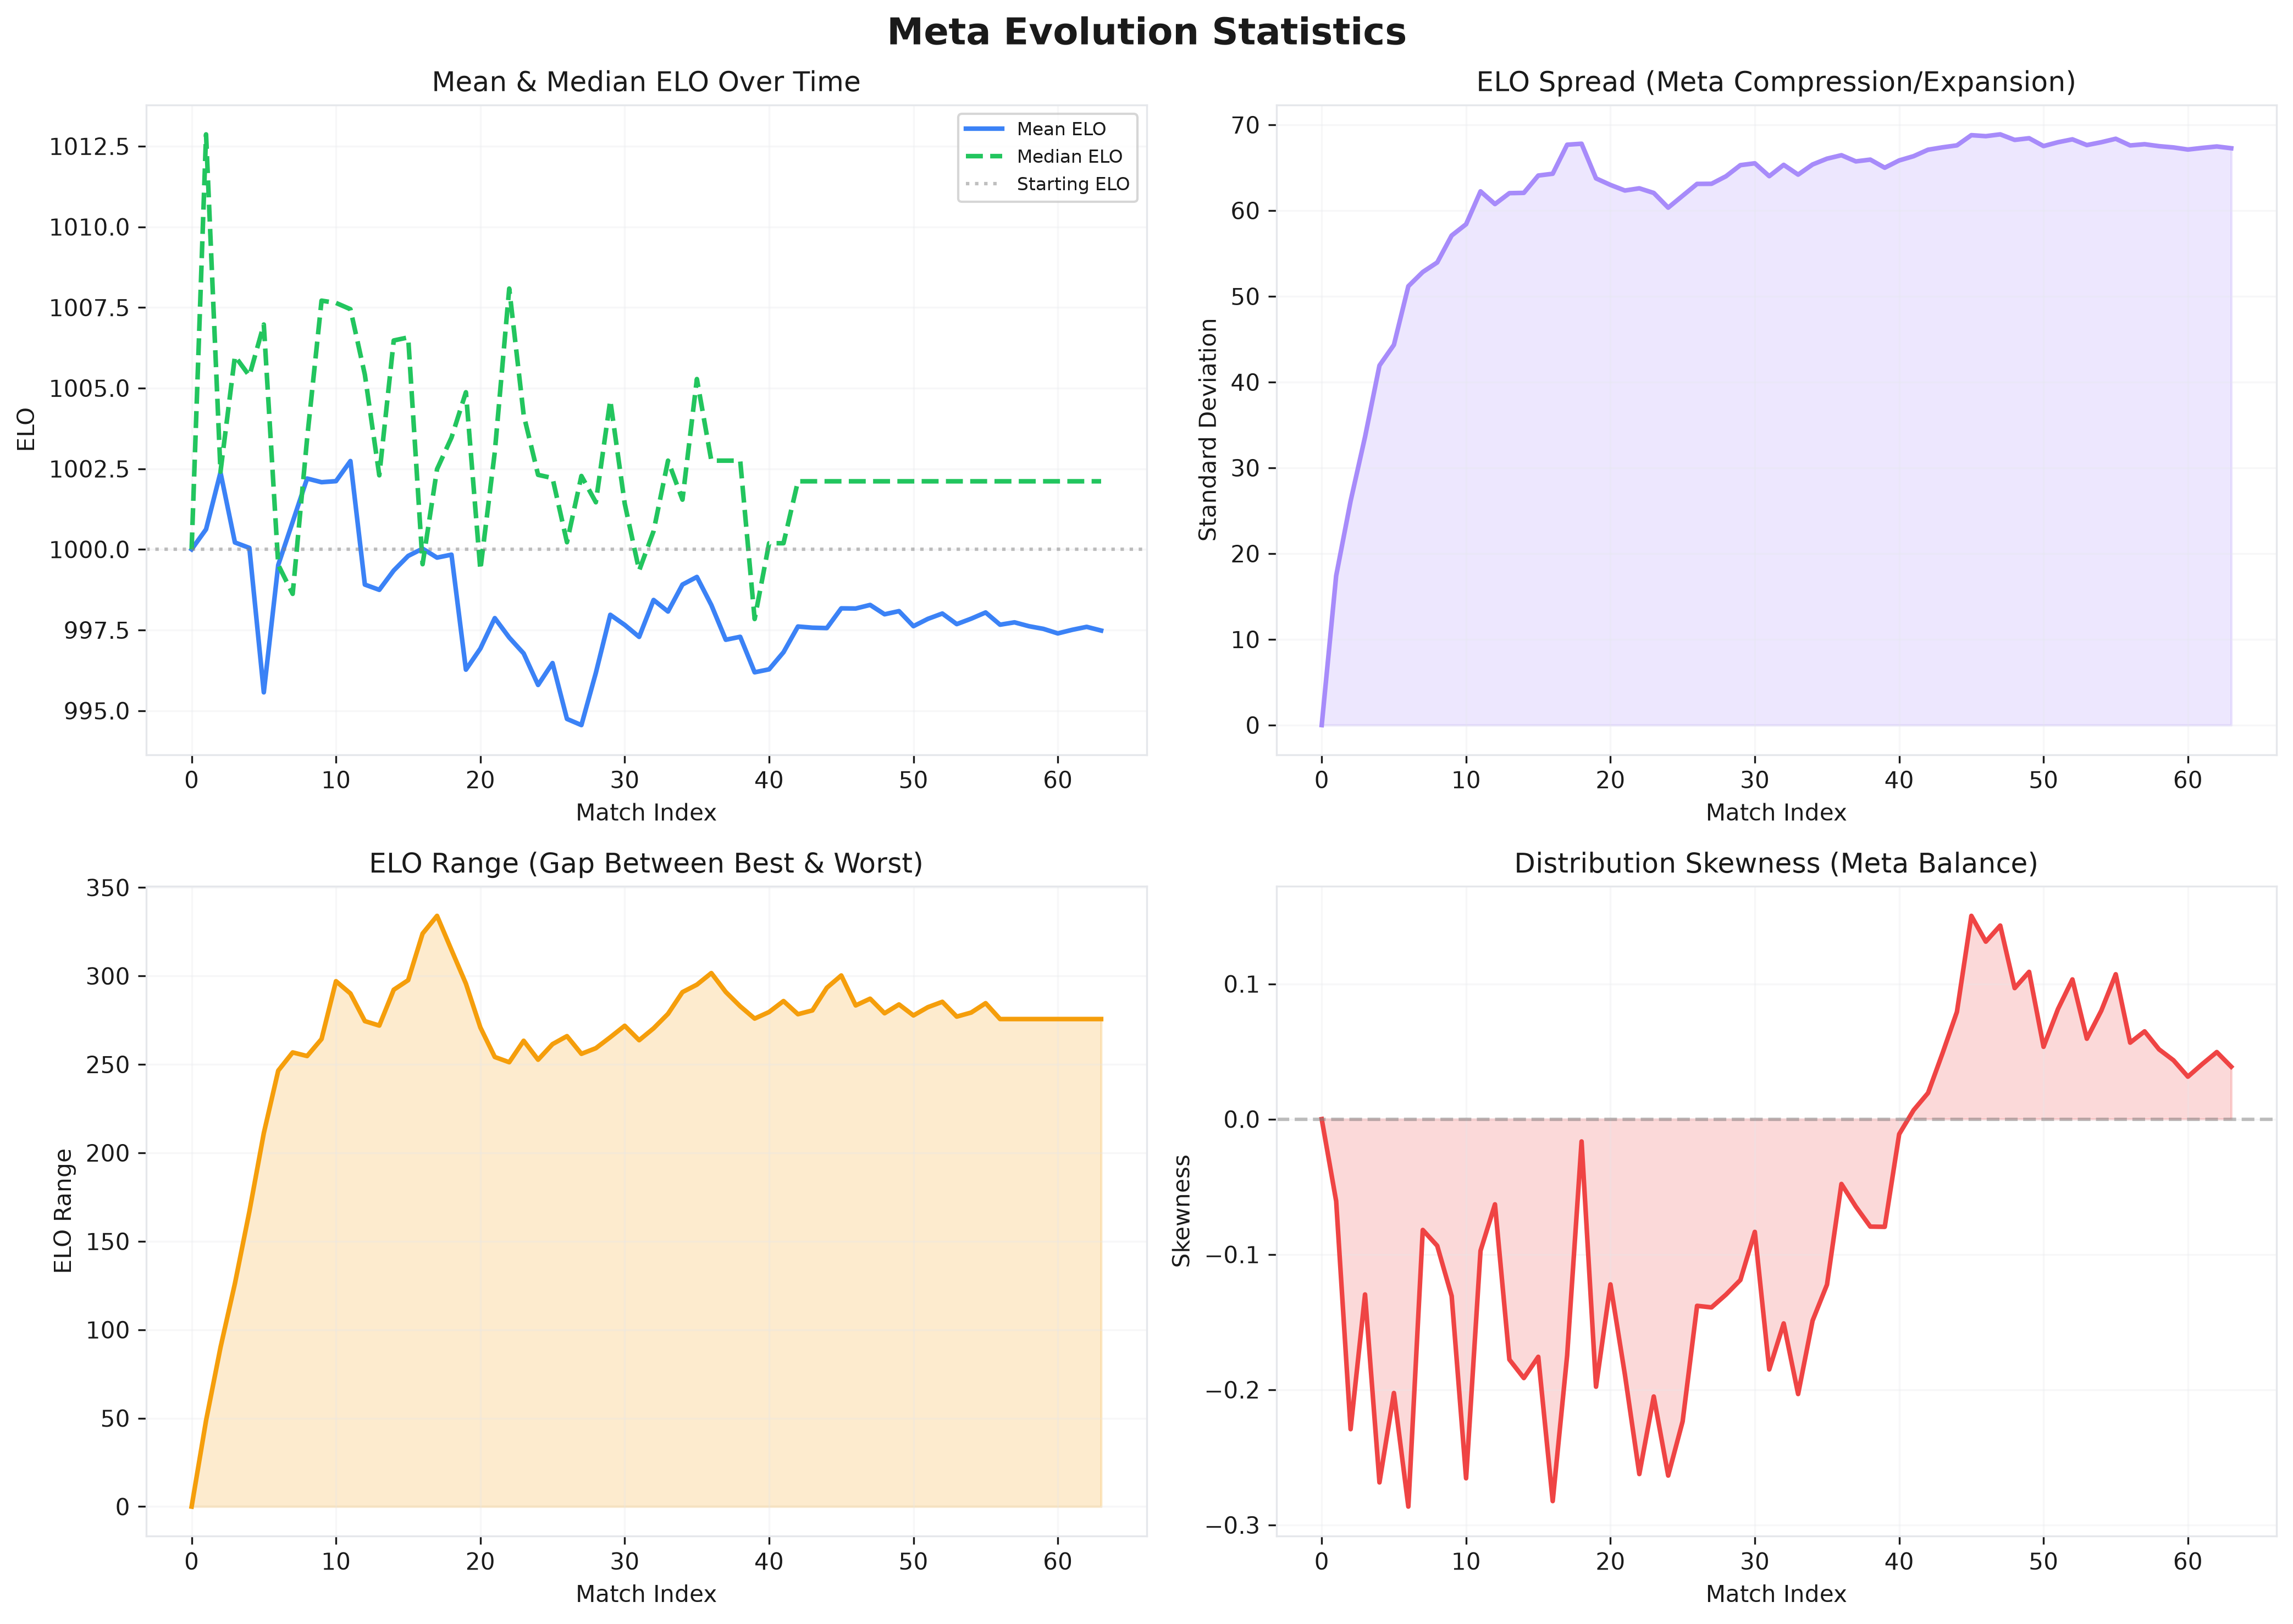 Meta Evolution Statistics
Mean & Median ELO Over Time
1012.5
1010.0
1007.5
1005.0
1002.5
1000.0
997.5
995.0
ELO
Mean ELO
Median ELO
Starting ELO
0 10 20 30 40 50 60
Match Index
ELO Spread (Meta Compression/Expansion)
70
60
50
40
30
20
10
0
Standard Deviation
0 10 20 30 40 50 60
Match Index
ELO Range (Gap Between Best & Worst)
350
300
250
200
150
100
50
0
ELO Range
0 10 20 30 40 50 60
Match Index
Distribution Skewness (Meta Balance)
0.1
0.0
−0.1
−0.2
−0.3
Skewness
0 10 20 30 40 50 60
Match Index